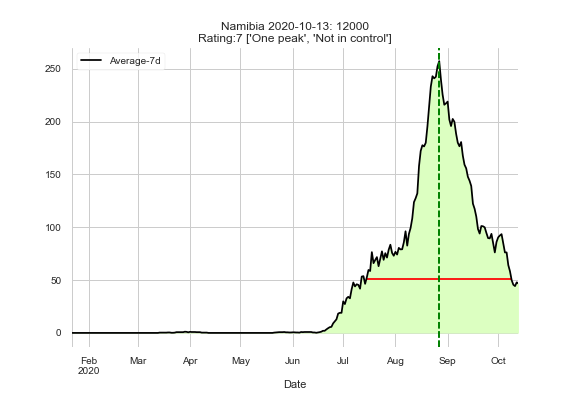 Namibia 2020-10-13: 12000
Rating:7 ['One peak', 'Not in control']
Average-7d
250
200
150
100
50
0
Feb Mar Apr May Jun Jul Aug Sep Oct
2020
Date